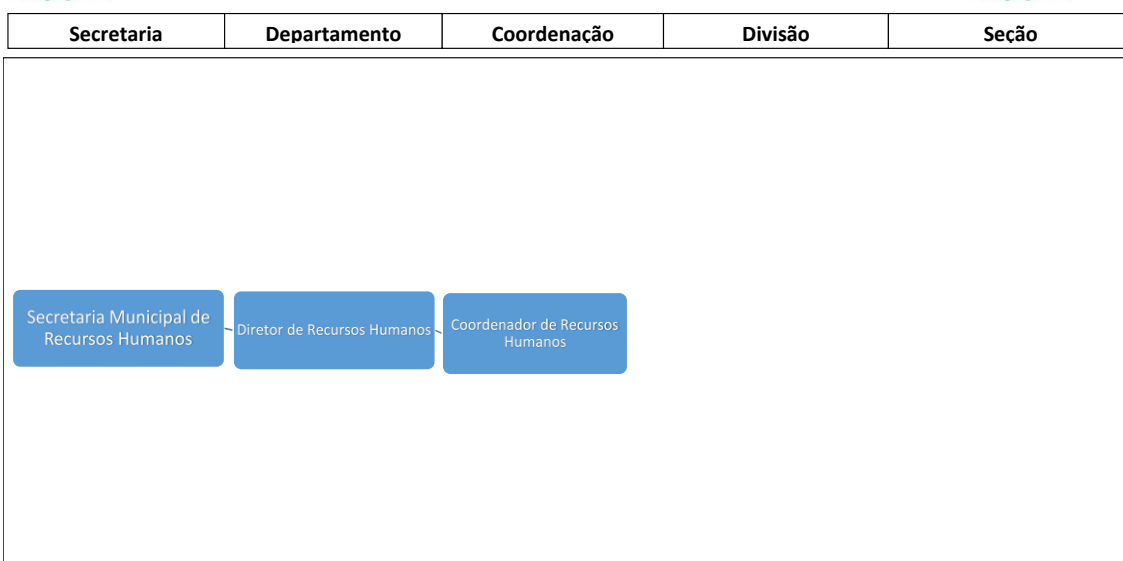 Secretaria Departamento Coordenação Divisão Seção
Secretaria Municipal de
Recursos Humanos
Diretor de Recursos Humanos
Coordenador de Recursos
Humanos